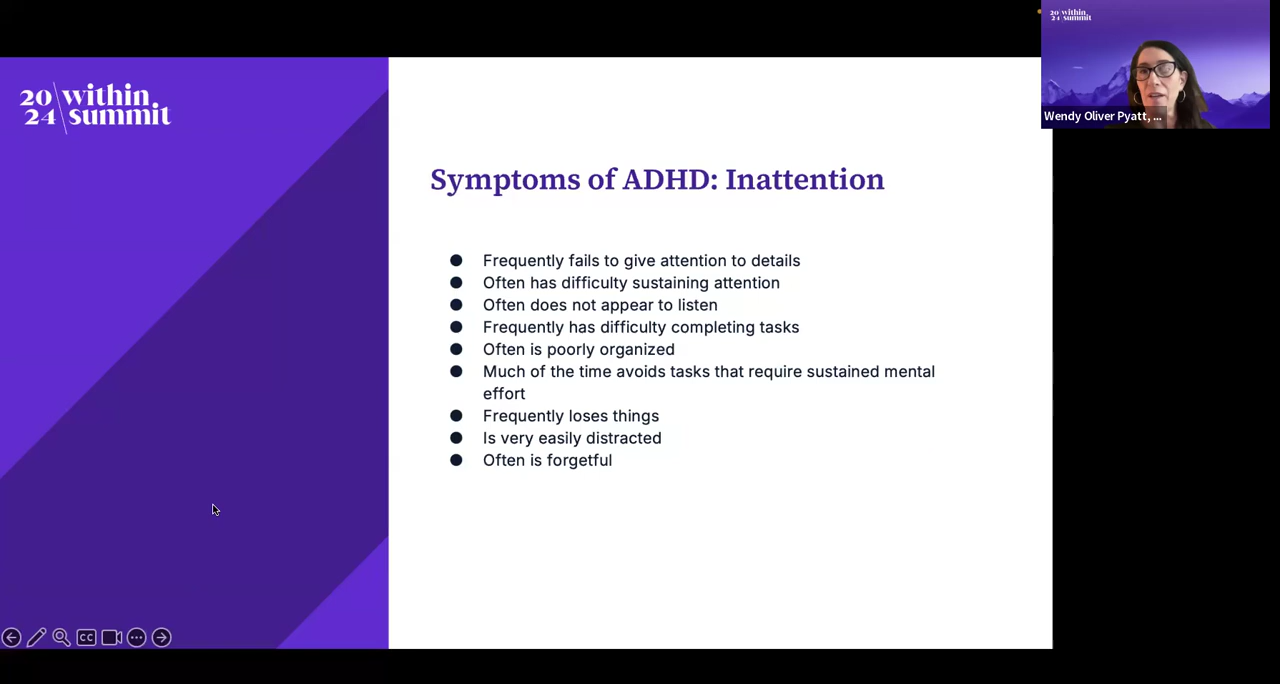 20 within
24 summit
20 within
24 summit
Wendy Oliver Pyatt, ...
Symptoms of ADHD: Inattention
● Frequently fails to give attention to details
● Often has difficulty sustaining attention
● Often does not appear to listen
● Frequently has difficulty completing tasks
● Often is poorly organized
● Much of the time avoids tasks that require sustained mental
effort
● Frequently loses things
● Is very easily distracted
● Often is forgetful
CC